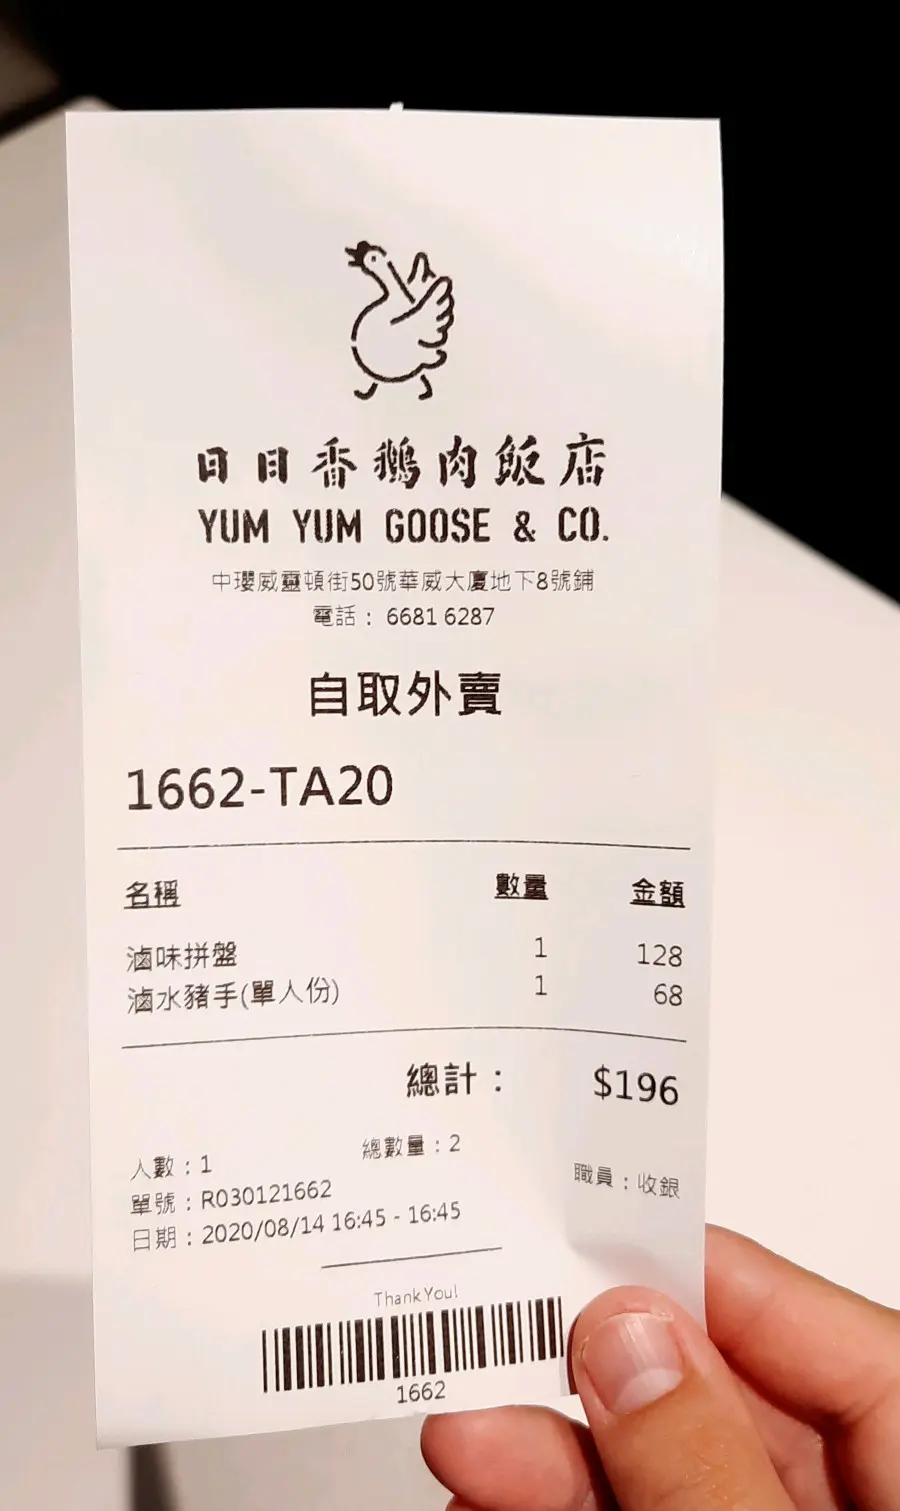 日日香鵝肉飯店
YUM YUM GOOSE & CO.
中環威靈頓街50號華威大廈地下8號鋪
電話： 6681 6287
自取外賣
1662-TA20
名稱 數量 金額
滷味拼盤 1 128
滷水豬手(單人份) 1 68
總計： $196
人數：1 總數量：2
單號：R030121662 職員：收銀
日期：2020/08/14 16:45 - 16:45
Thank You!
1662